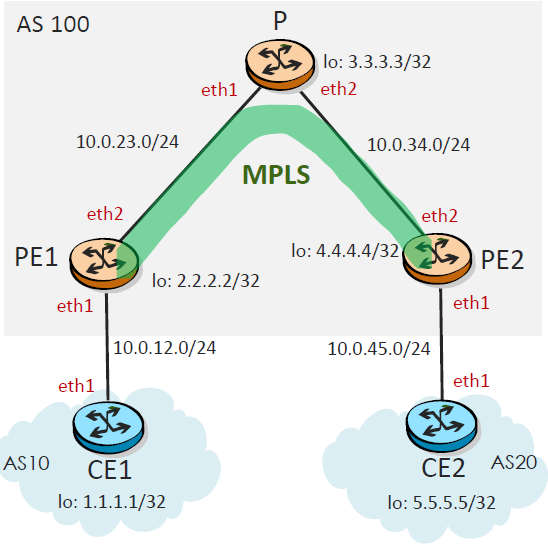 AS 100
P
lo: 3.3.3.3/32
eth1
eth2
10.0.23.0/24
10.0.34.0/24
MPLS
eth2
eth2
PE1
lo: 4.4.4.4/32
PE2
lo: 2.2.2.2/32
eth1
eth1
10.0.12.0/24
10.0.45.0/24
eth1
eth1
AS10
CE1
CE2
AS20
lo: 1.1.1.1/32
lo: 5.5.5.5/32